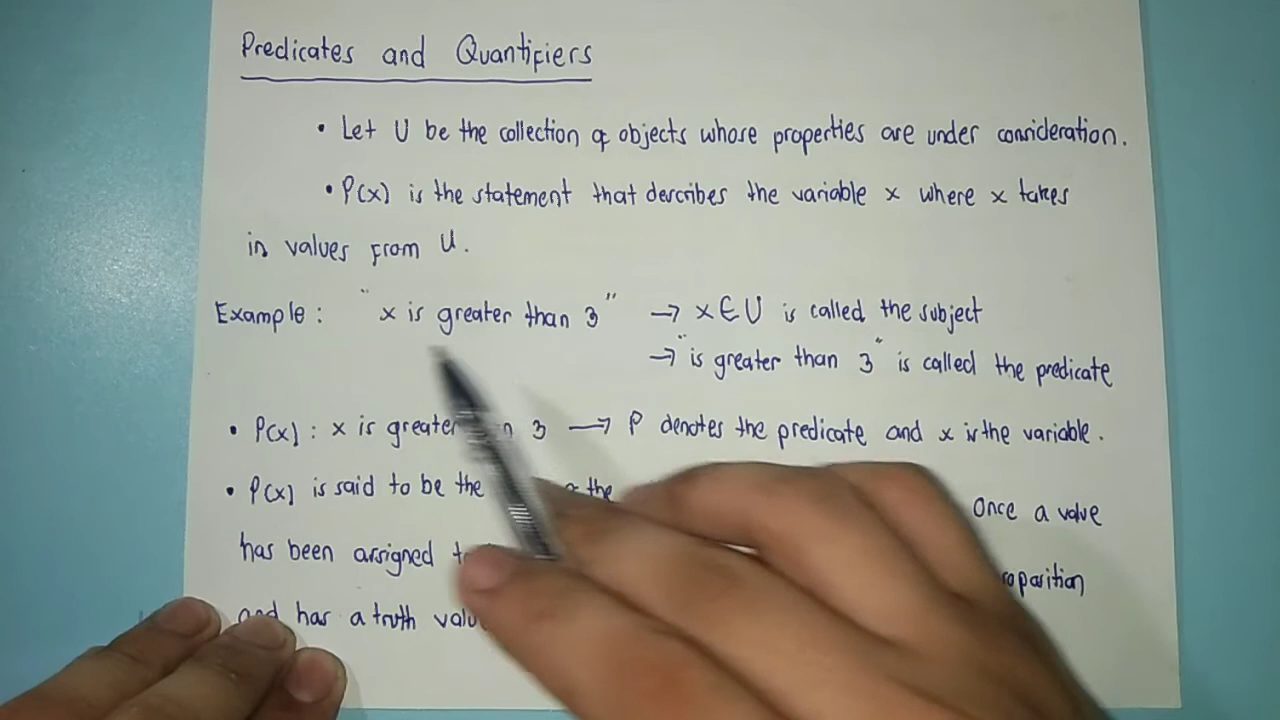 Predicates and Quantifiers
• Let U be the collection of objects whose properties are under consideration.
• P(x) is the statement that describes the variable x where x takes
in values from U.
Example: "x is greater than 3" → x∈U is called the subject
→ "is greater than 3" is called the predicate
• P(x): x is greater 3 → P denotes the predicate and x is the variable.
• P(x) is said to be the the Once a value
has been assigned
and has a truth